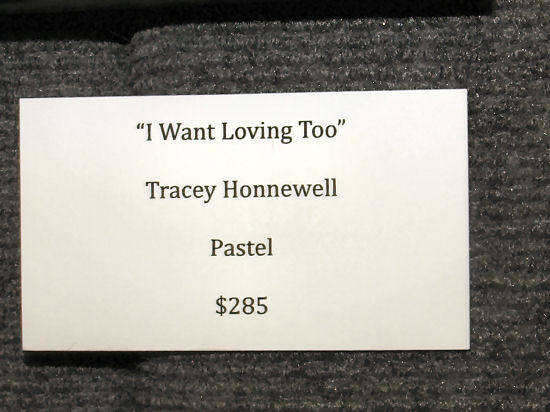 “I Want Loving Too”
Tracey Honnewell
Pastel
$285